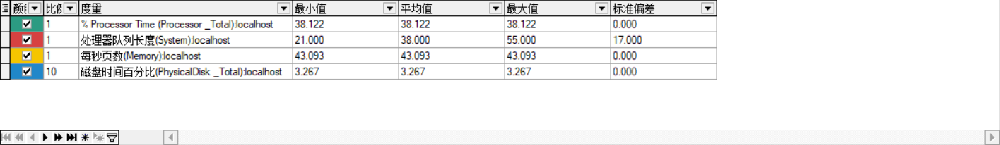 颜 比例 度量 最小值 平均值 最大值 标准偏差
1 % Processor Time (Processor _Total):localhost 38.122 38.122 38.122 0.000
1 处理器队列长度(System):localhost 21.000 38.000 55.000 17.000
1 每秒页数(Memory):localhost 43.093 43.093 43.093 0.000
10 磁盘时间百分比(PhysicalDisk _Total):localhost 3.267 3.267 3.267 0.000